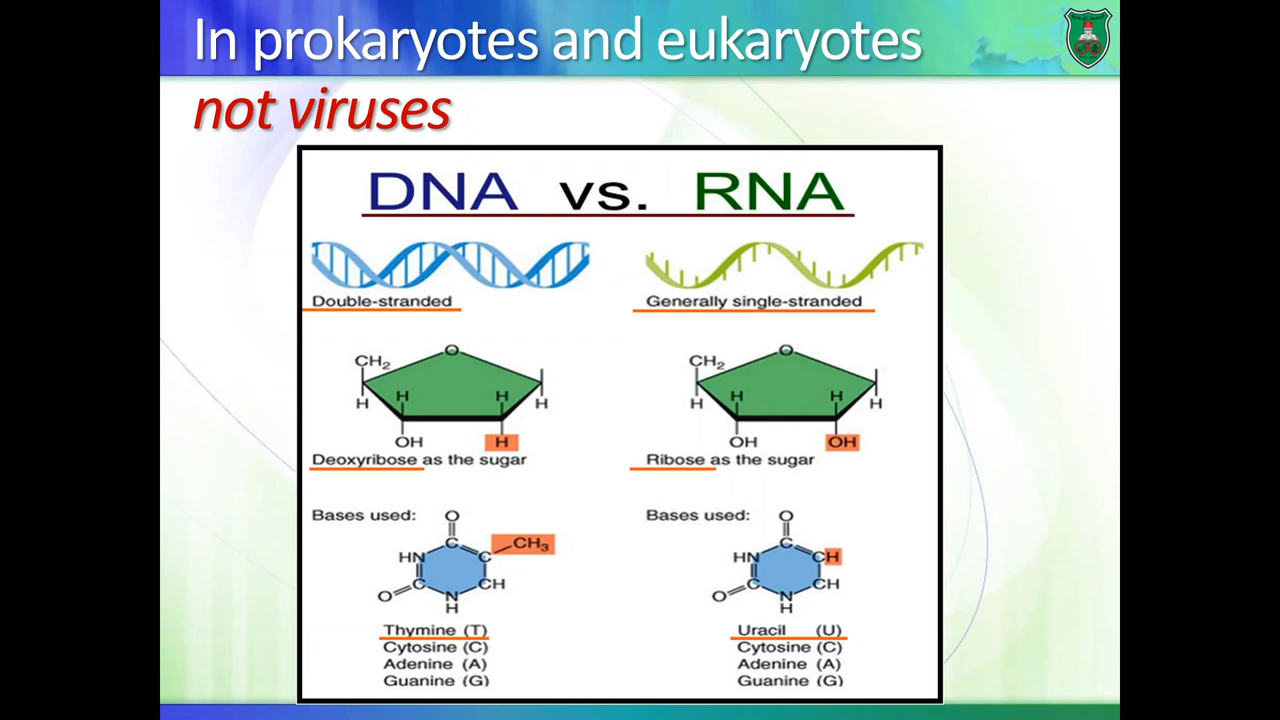 In prokaryotes and eukaryotes
not viruses
DNA vs. RNA
Double-stranded
Generally single-stranded
O
CH₂
H H H H
OH H
Deoxyribose as the sugar
O
CH₂
H H H H
OH OH
Ribose as the sugar
Bases used:
O
C CH₃
HN C
C CH
O N
H
Thymine (T)
Cytosine (C)
Adenine (A)
Guanine (G)
Bases used:
O
C
HN CH
C CH
O N
H
Uracil (U)
Cytosine (C)
Adenine (A)
Guanine (G)